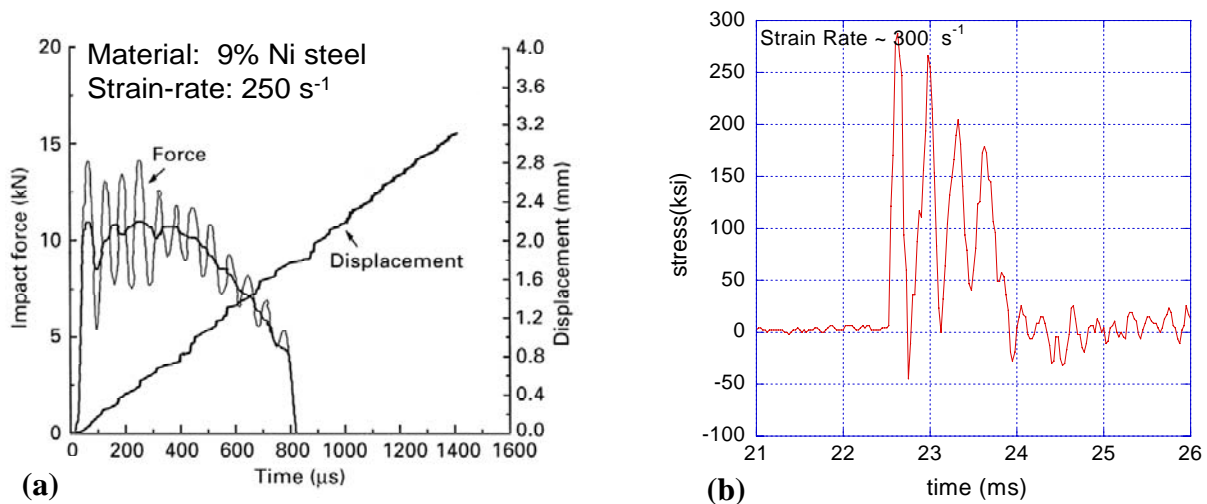 Material: 9% Ni steel
Strain-rate: 250 s⁻¹
Force
Displacement
Impact force (kN)
20
15
10
5
0
Displacement (mm)
4.0
3.6
3.2
2.8
2.4
2.0
1.6
1.2
0.8
0.4
0.0
0 200 400 600 800 1000 1200 1400 1600
Time (μs)
(a)
Strain Rate ~ 300 s⁻¹
stress(ksi)
300
250
200
150
100
50
0
-50
-100
21 22 23 24 25 26
time (ms)
(b)